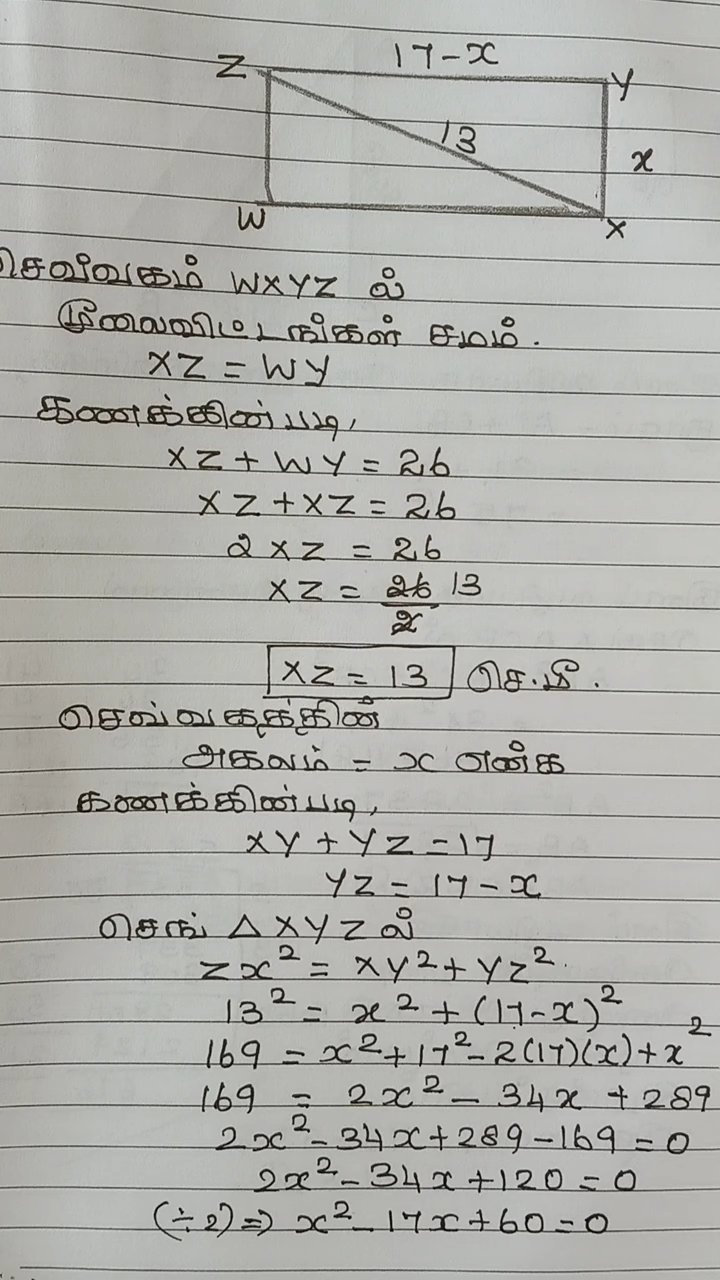 17-x
Z
Y
13
x
W
X
செவ்வகம் WXYZ ல்
மூலைவிட்டங்கள் சமம்.
XZ = WY
கணக்கின்படி,
XZ + WY = 26
XZ + XZ = 26
2 XZ = 26
XZ = 26/2 13
XZ = 13 செ.மீ.
செவ்வகத்தின்
அகலம் = x என்க
கணக்கின்படி,
XY + YZ = 17
YZ = 17 - x
செங் Δ XYZ ல்
ZX² = XY² + YZ².
13² = x² + (17-x)²
169 = x² + 17² - 2(17)(x) + x²
169 = 2x² - 34x + 289
2x² - 34x + 289 - 169 = 0
2x² - 34x + 120 = 0
(÷2) ⇒ x² - 17x + 60 = 0